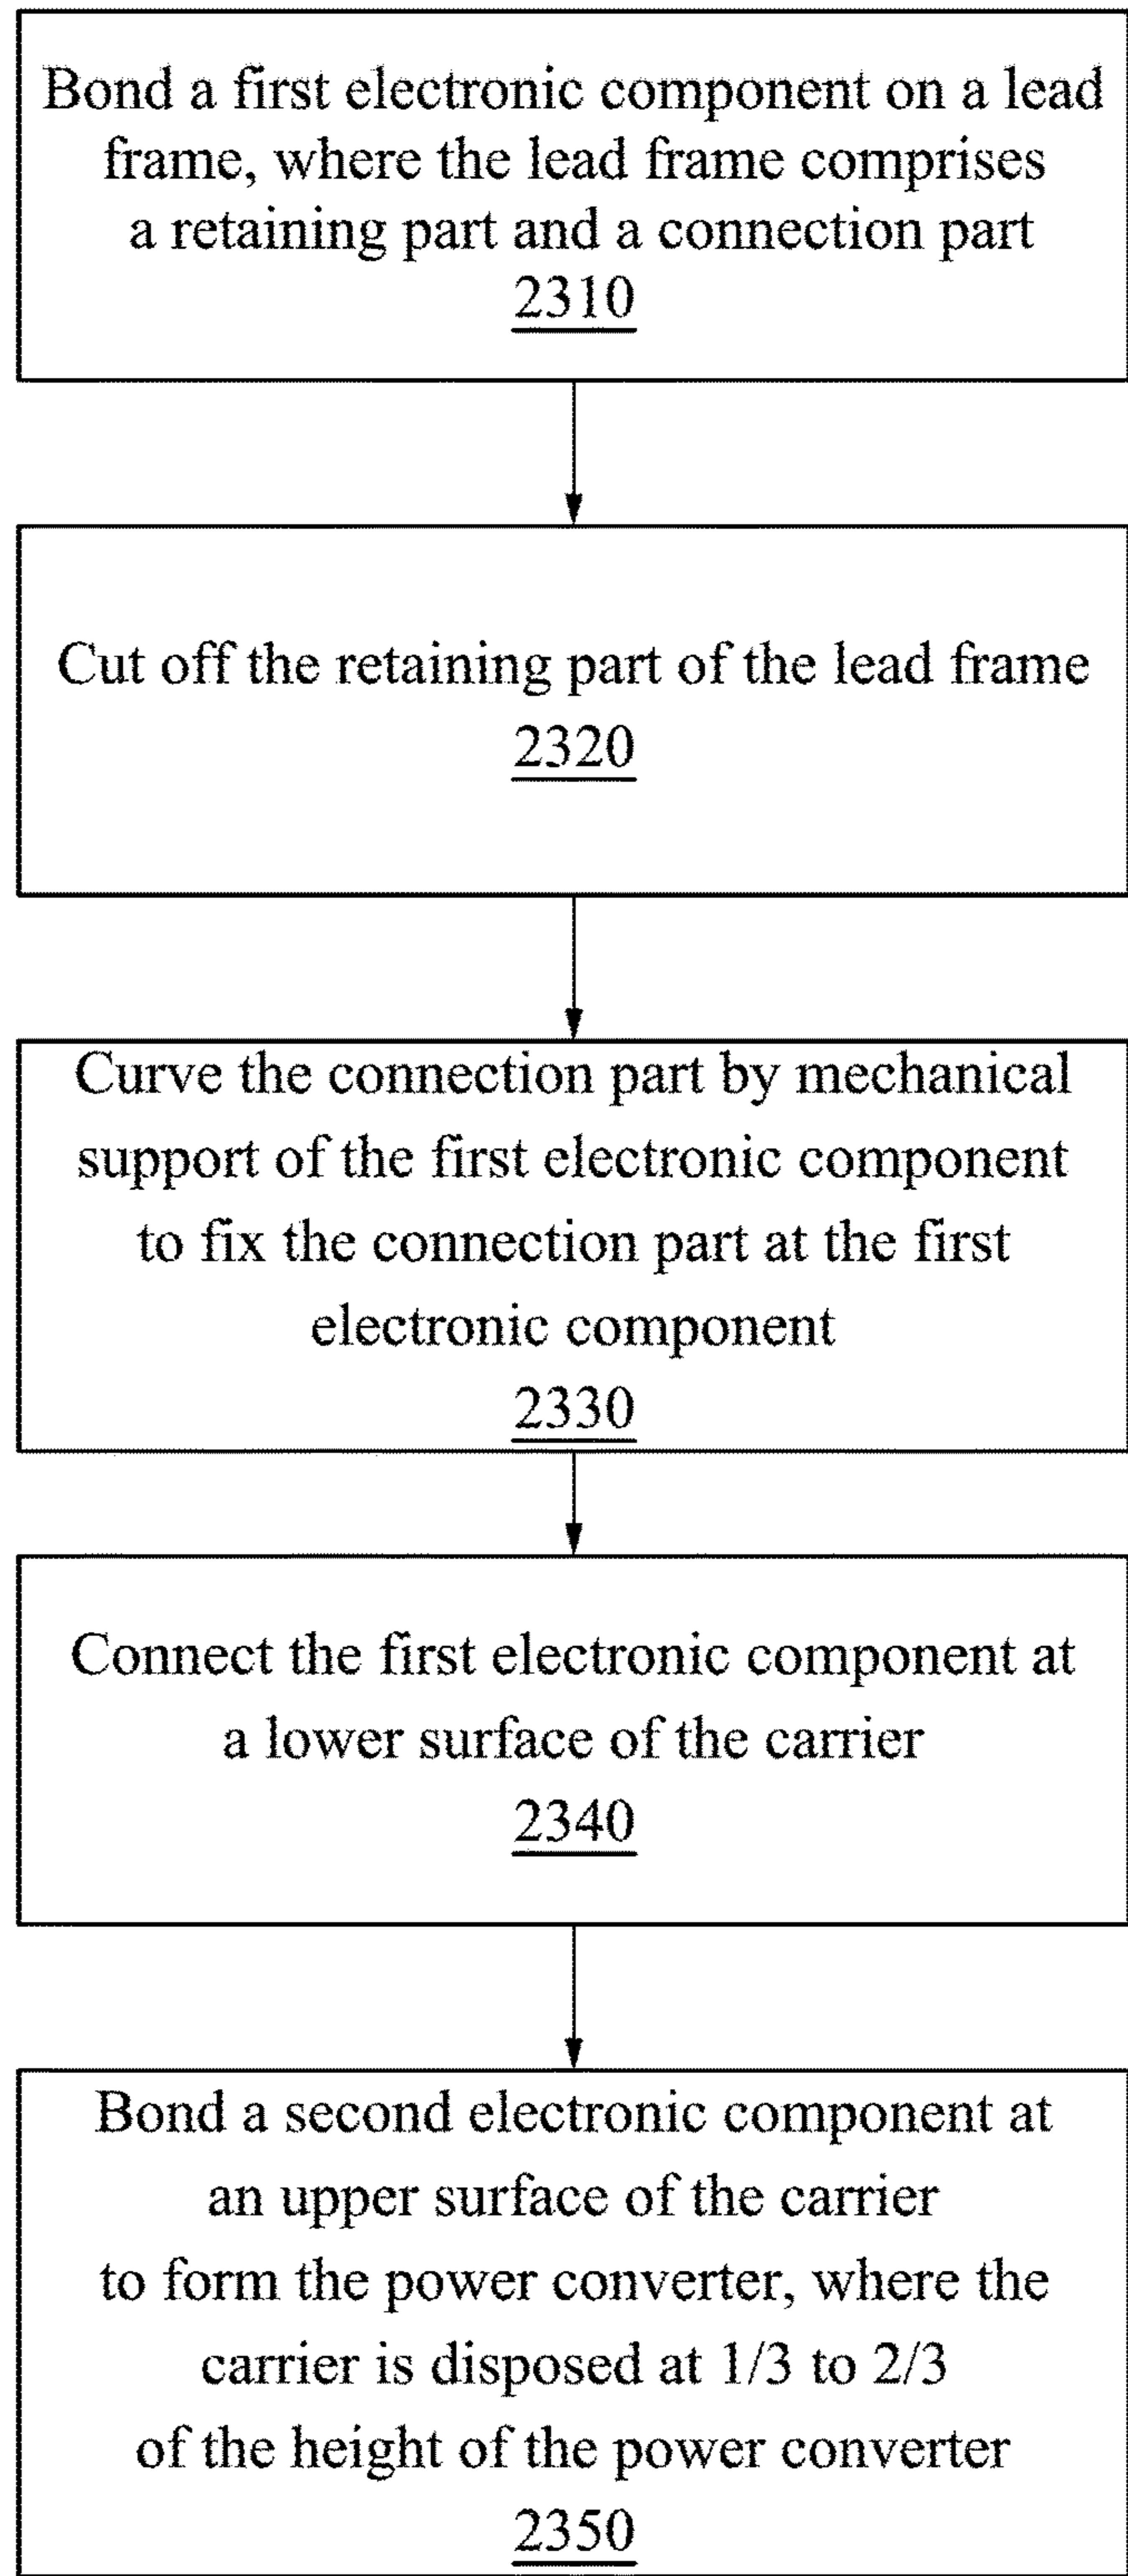 Bond a first electronic component on a lead
frame, where the lead frame comprises
a retaining part and a connection part
2310
Cut off the retaining part of the lead frame
2320
Curve the connection part by mechanical
support of the first electronic component
to fix the connection part at the first
electronic component
2330
Connect the first electronic component at
a lower surface of the carrier
2340
Bond a second electronic component at
an upper surface of the carrier
to form the power converter, where the
carrier is disposed at 1/3 to 2/3
of the height of the power converter
2350